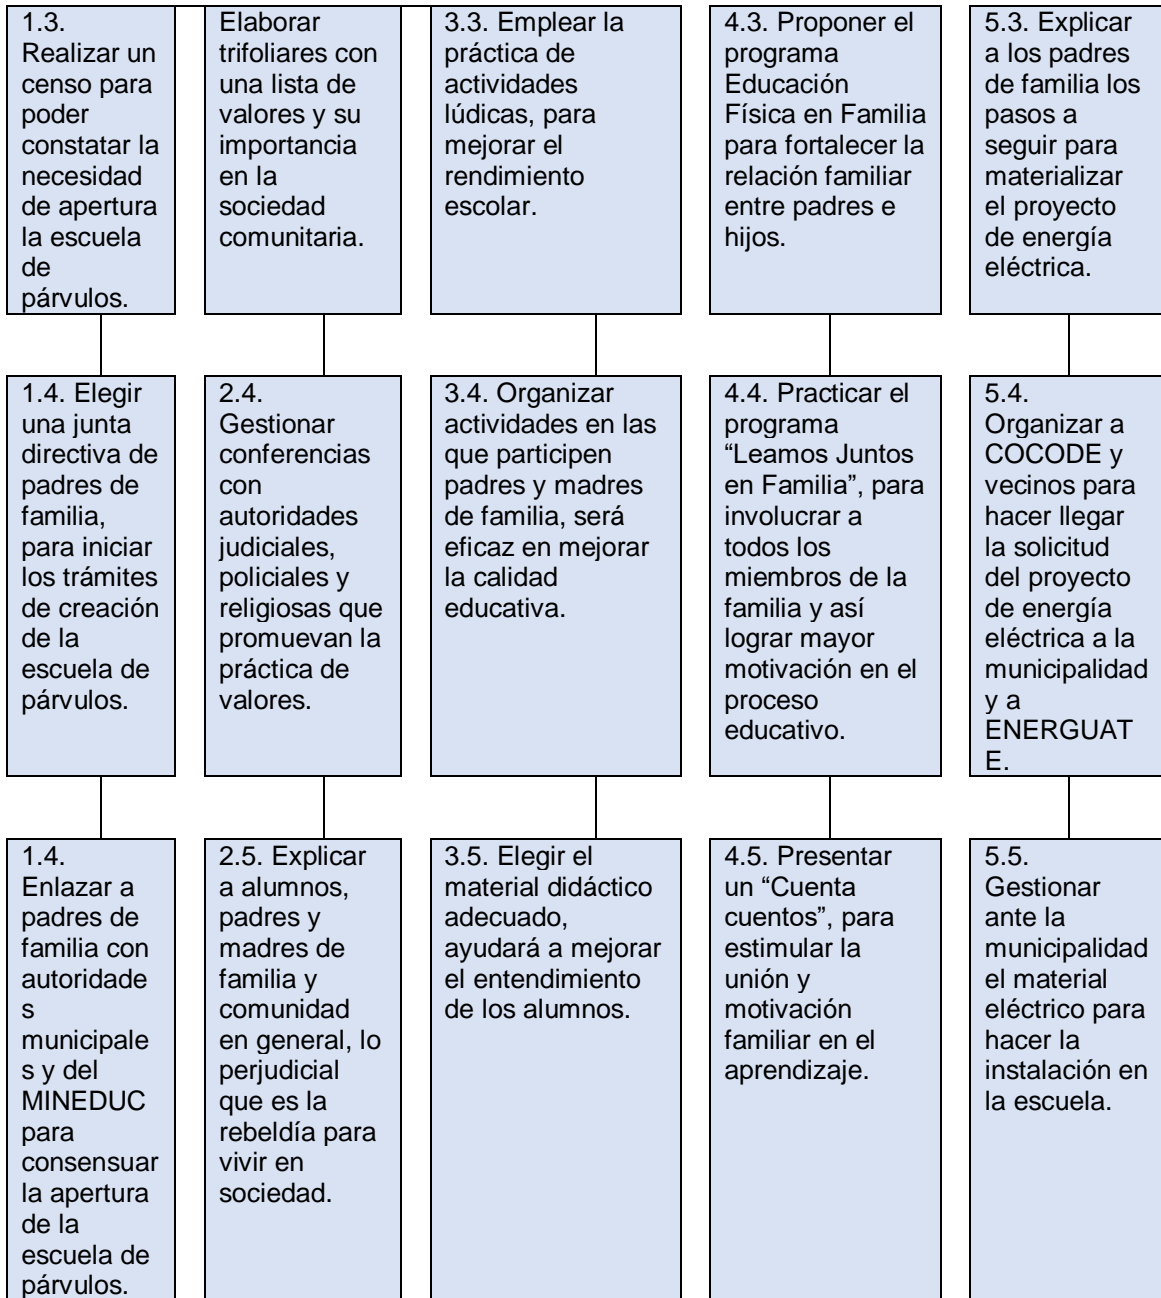 1.3.
Realizar un
censo para
poder
constatar la
necesidad
de apertura
la escuela
de
párvulos.
Elaborar
trifoliares con
una lista de
valores y su
importancia
en la
sociedad
comunitaria.
3.3. Emplear la
práctica de
actividades
lúdicas, para
mejorar el
rendimiento
escolar.
4.3. Proponer el
programa
Educación
Física en Familia
para fortalecer la
relación familiar
entre padres e
hijos.
5.3. Explicar
a los padres
de familia los
pasos a
seguir para
materializar
el proyecto
de energía
eléctrica.
1.4. Elegir
una junta
directiva de
padres de
familia,
para iniciar
los trámites
de creación
de la
escuela de
párvulos.
2.4.
Gestionar
conferencias
con
autoridades
judiciales,
policiales y
religiosas que
promuevan la
práctica de
valores.
3.4. Organizar
actividades en las
que participen
padres y madres
de familia, será
eficaz en mejorar
la calidad
educativa.
4.4. Practicar el
programa
“Leamos Juntos
en Familia”, para
involucrar a
todos los
miembros de la
familia y así
lograr mayor
motivación en el
proceso
educativo.
5.4.
Organizar a
COCODE y
vecinos para
hacer llegar
la solicitud
del proyecto
de energía
eléctrica a la
municipalidad
y a
ENERGUAT
E.
1.4.
Enlazar a
padres de
familia con
autoridade
s
municipale
s y del
MINEDUC
para
consensuar
la apertura
de la
escuela de
párvulos.
2.5. Explicar
a alumnos,
padres y
madres de
familia y
comunidad
en general, lo
perjudicial
que es la
rebeldía para
vivir en
sociedad.
3.5. Elegir el
material didáctico
adecuado,
ayudará a mejorar
el entendimiento
de los alumnos.
4.5. Presentar
un “Cuenta
cuentos”, para
estimular la
unión y
motivación
familiar en el
aprendizaje.
5.5.
Gestionar
ante la
municipalidad
el material
eléctrico para
hacer la
instalación en
la escuela.